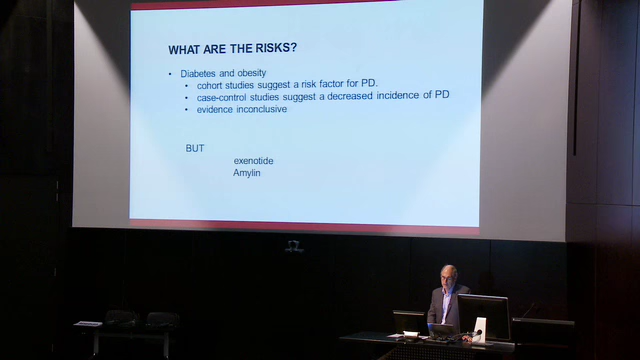 WHAT ARE THE RISKS?
• Diabetes and obesity
• cohort studies suggest a risk factor for PD.
• case-control studies suggest a decreased incidence of PD
• evidence inconclusive
BUT
exenotide
Amylin